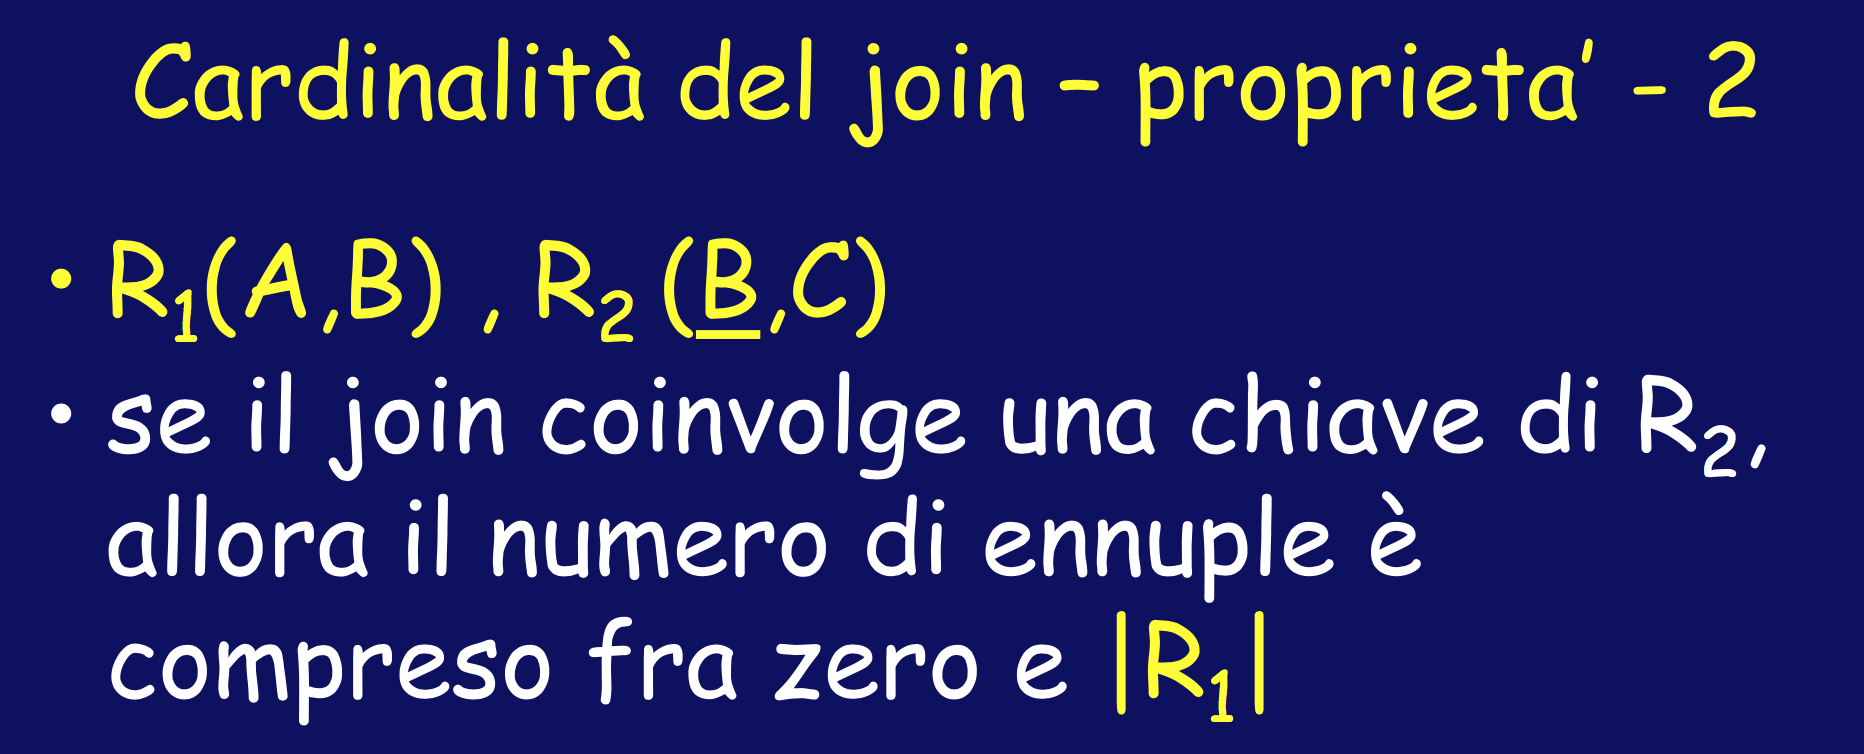 Cardinalità del join – proprieta’ - 2
• R₁(A,B) , R₂ (B,C)
• se il join coinvolge una chiave di R₂,
allora il numero di ennuple è
compreso fra zero e |R₁|